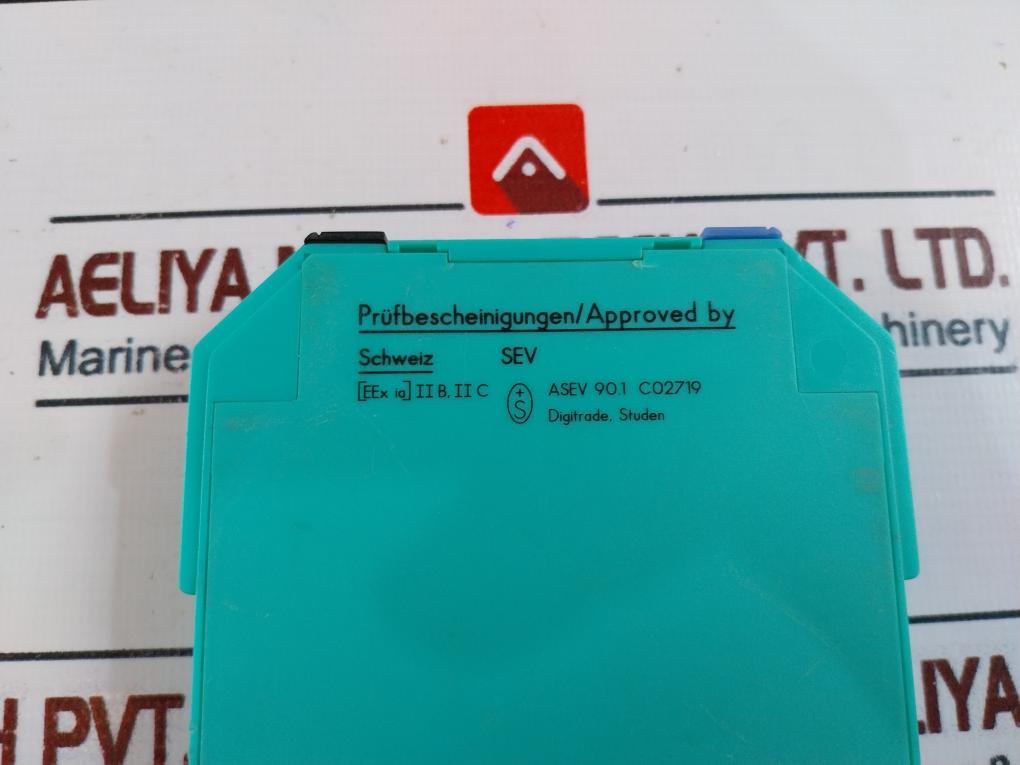 AELIYA VT. LTD.
Marine hinery
Prüfbescheinigungen/Approved by
Schweiz SEV
[EEx ia] II B, II C ASEV 90.1 C02719
Digitrade, Studen
H PVT. LIYA